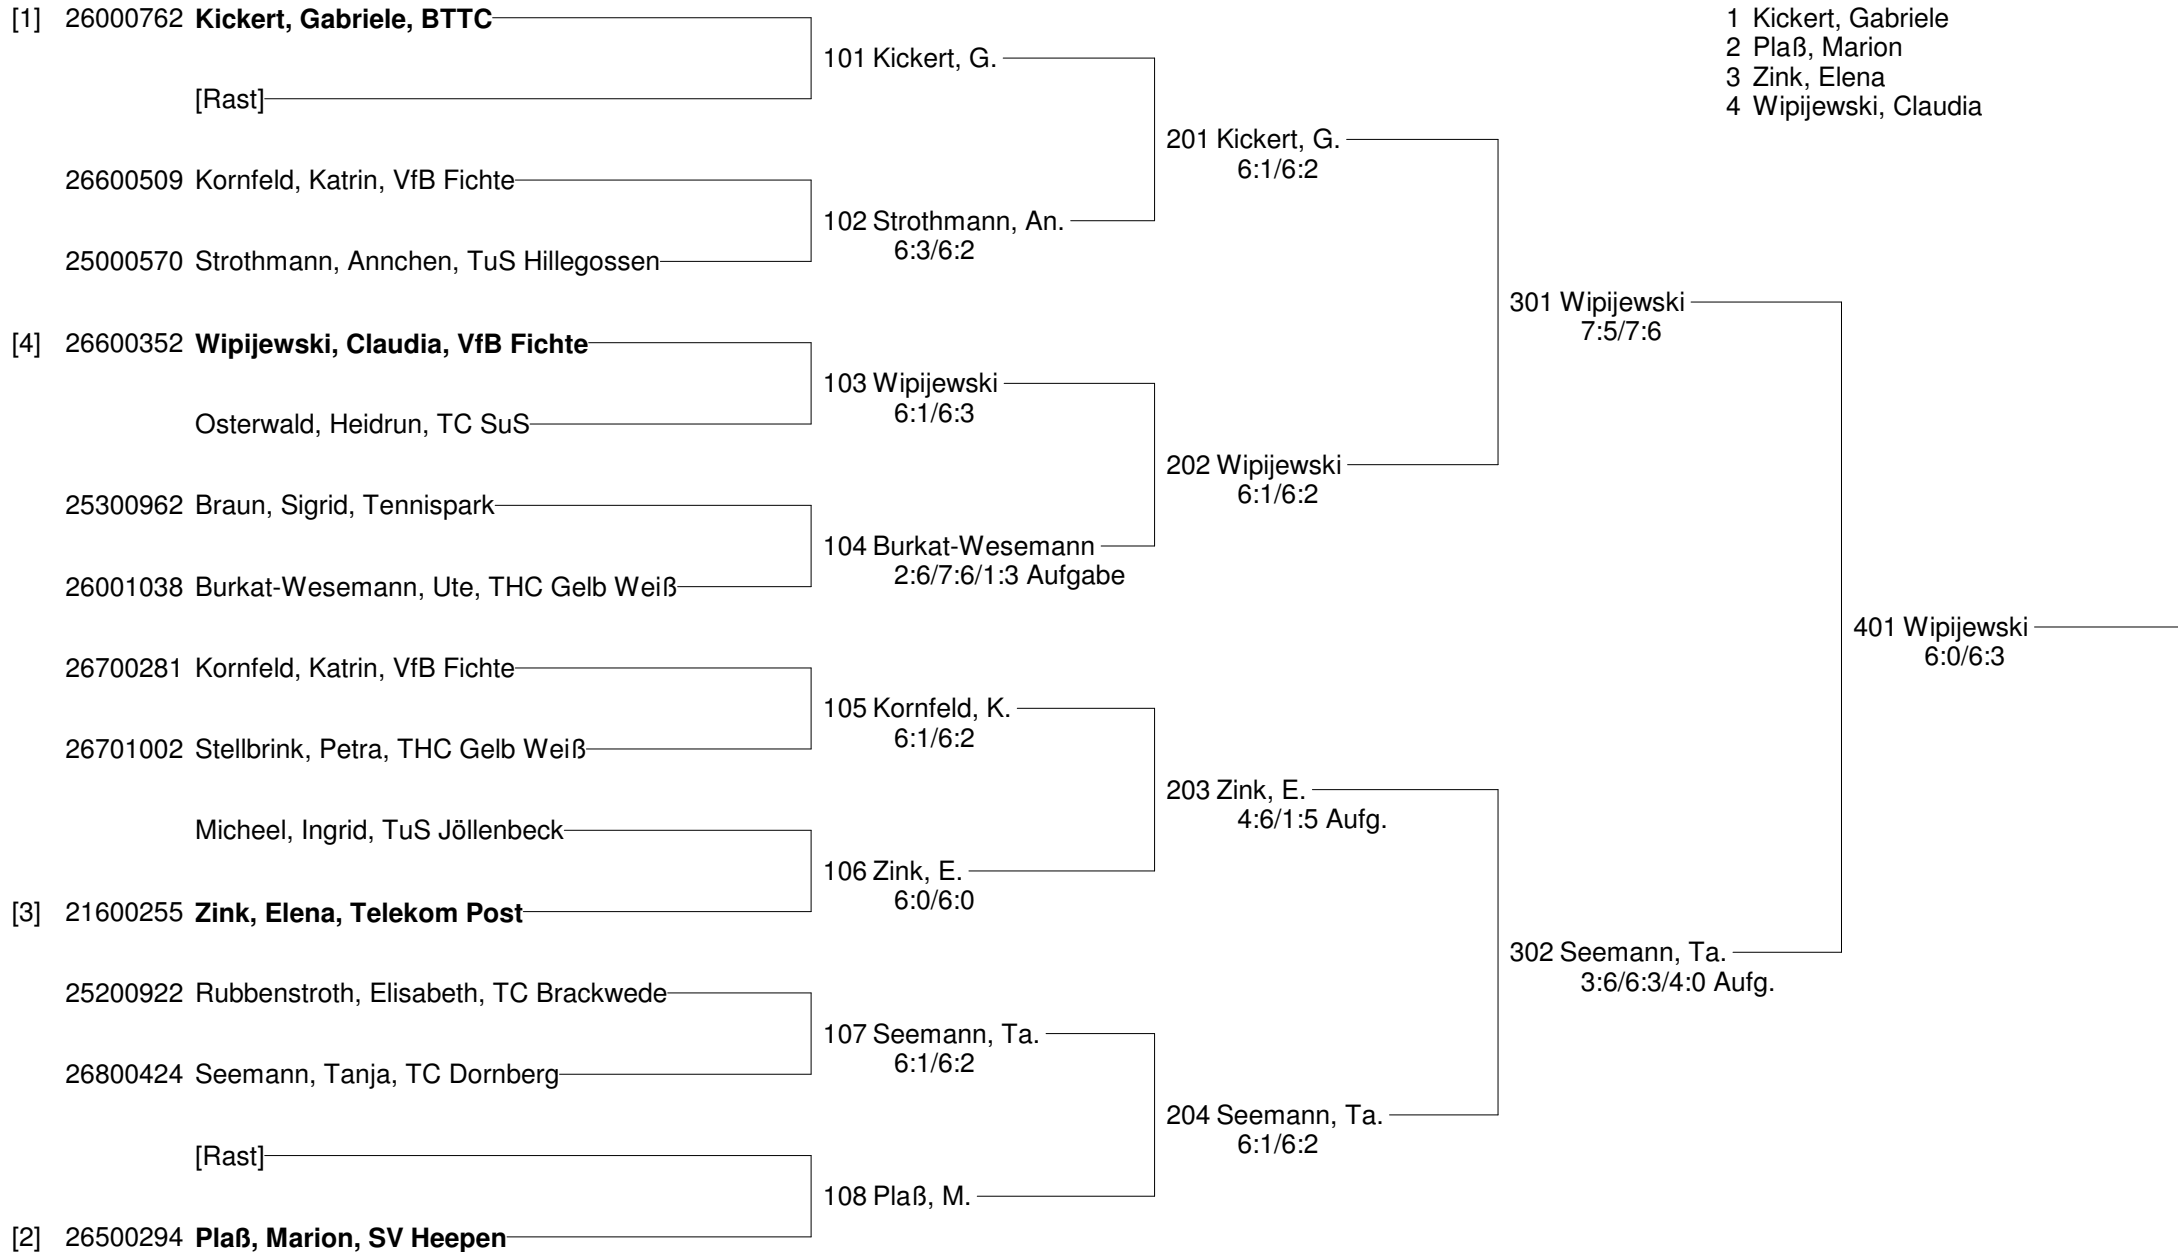 [1] 26000762 Kickert, Gabriele, BTTC
[Rast]
26600509 Kornfeld, Katrin, VfB Fichte
25000570 Strothmann, Annchen, TuS Hillegossen
[4] 26600352 Wipijewski, Claudia, VfB Fichte
Osterwald, Heidrun, TC SuS
25300962 Braun, Sigrid, Tennispark
26001038 Burkat-Wesemann, Ute, THC Gelb Weiß
26700281 Kornfeld, Katrin, VfB Fichte
26701002 Stellbrink, Petra, THC Gelb Weiß
Micheel, Ingrid, TuS Jöllenbeck
[3] 21600255 Zink, Elena, Telekom Post
25200922 Rubbenstroth, Elisabeth, TC Brackwede
26800424 Seemann, Tanja, TC Dornberg
[Rast]
[2] 26500294 Plaß, Marion, SV Heepen
101 Kickert, G.
102 Strothmann, An.
6:3/6:2
103 Wipijewski
6:1/6:3
104 Burkat-Wesemann
2:6/7:6/1:3 Aufgabe
105 Kornfeld, K.
6:1/6:2
106 Zink, E.
6:0/6:0
107 Seemann, Ta.
6:1/6:2
108 Plaß, M.
201 Kickert, G.
6:1/6:2
202 Wipijewski
6:1/6:2
203 Zink, E.
4:6/1:5 Aufg.
204 Seemann, Ta.
6:1/6:2
301 Wipijewski
7:5/7:6
302 Seemann, Ta.
3:6/6:3/4:0 Aufg.
401 Wipijewski
6:0/6:3
1 Kickert, Gabriele
2 Plaß, Marion
3 Zink, Elena
4 Wipijewski, Claudia